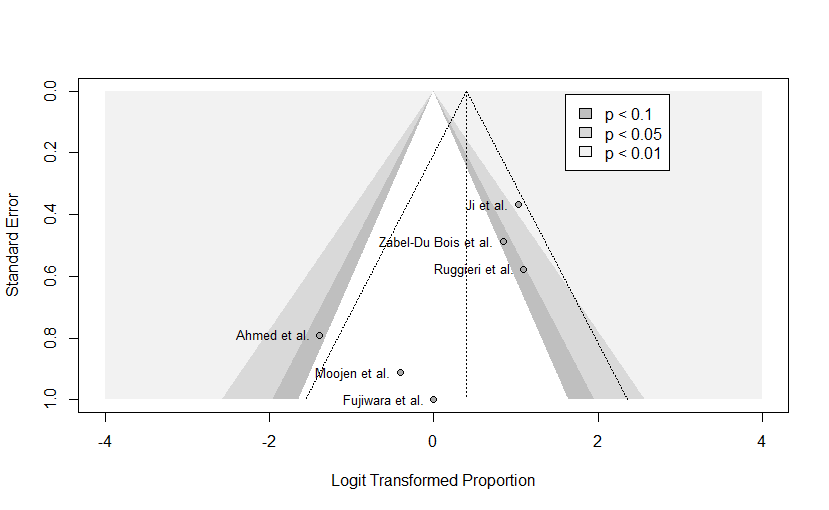 0.0
0.2
0.4
0.6
0.8
1.0
Standard Error
p < 0.1
p < 0.05
p < 0.01
Ji et al.
Zabel-Du Bois et al.
Ruggieri et al.
Ahmed et al.
Moojen et al.
Fujiwara et al.
-4
-2
0
2
4
Logit Transformed Proportion